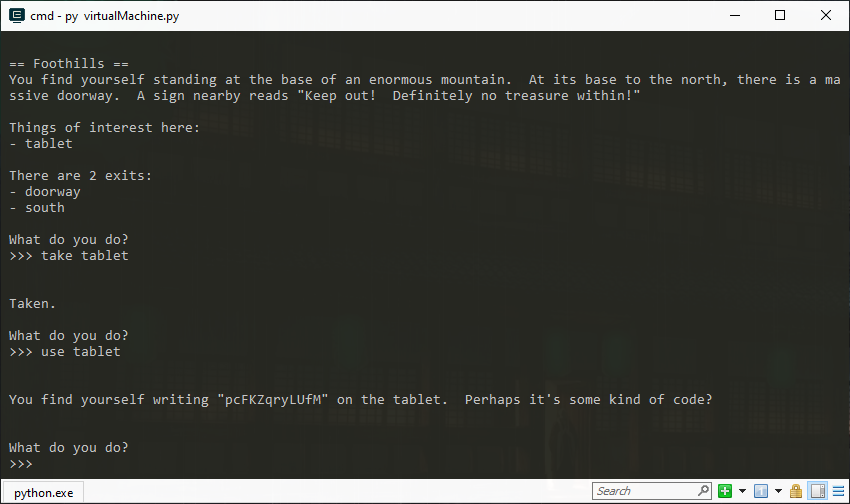 cmd - py  virtualMachine.py
== Foothills ==
You find yourself standing at the base of an enormous mountain.  At its base to the north, there is a ma
ssive doorway.  A sign nearby reads "Keep out!  Definitely no treasure within!"
Things of interest here:
- tablet
There are 2 exits:
- doorway
- south
What do you do?
>>> take tablet
Taken.
What do you do?
>>> use tablet
You find yourself writing "pcFKZqryLUfM" on the tablet.  Perhaps it's some kind of code?
What do you do?
>>>
python.exe
Search